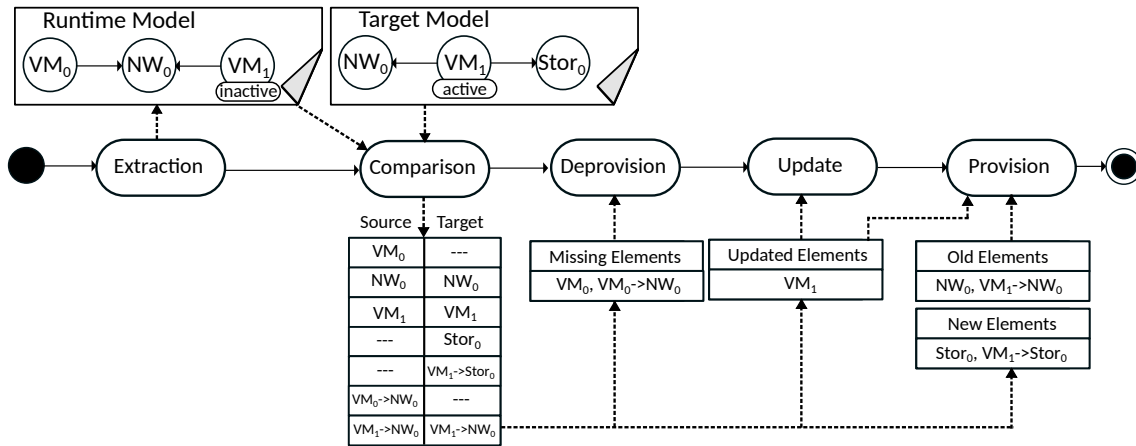 Runtime Model
VM₀ NW₀ VM₁
inactive
Target Model
NW₀ VM₁ Stor₀
active
Extraction Comparison Deprovision Update Provision
Source Target
VM₀ ---
NW₀ NW₀
VM₁ VM₁
--- Stor₀
--- VM₁->Stor₀
VM₀->NW₀ ---
VM₁->NW₀ VM₁->NW₀
Missing Elements
VM₀, VM₀->NW₀
Updated Elements
VM₁
Old Elements
NW₀, VM₁->NW₀
New Elements
Stor₀, VM₁->Stor₀